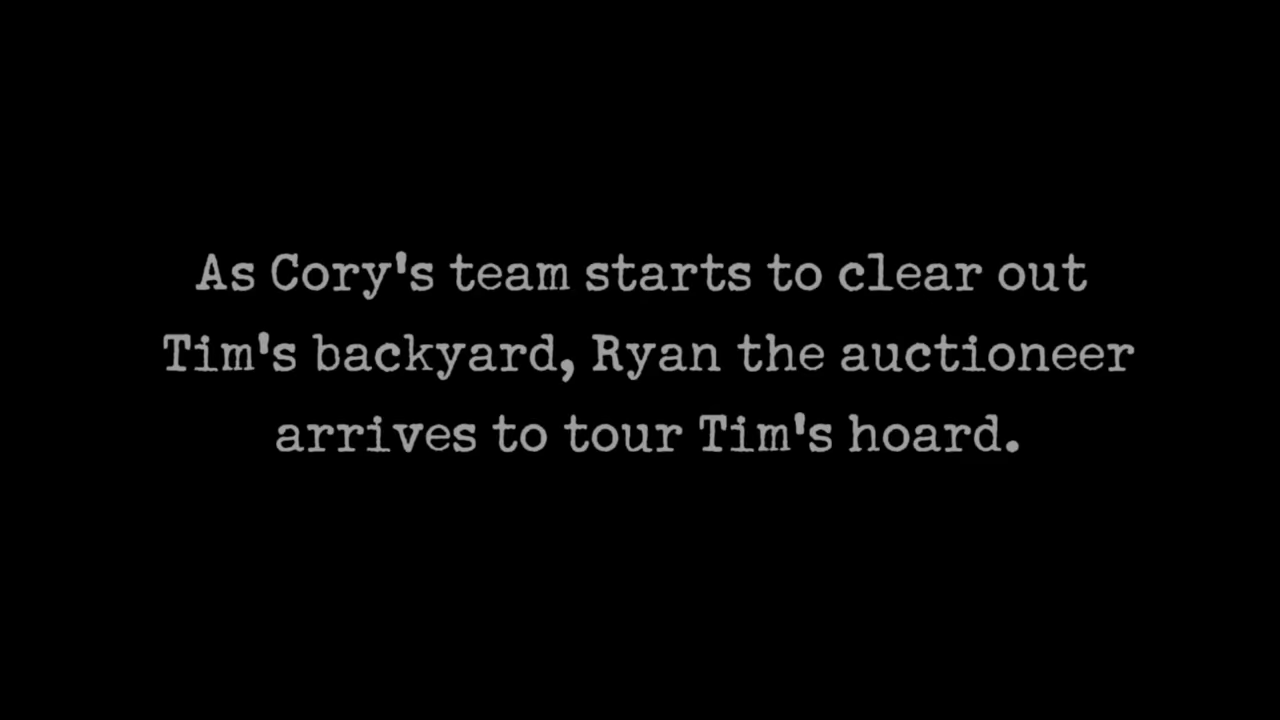 As Cory's team starts to clear out
Tim's backyard, Ryan the auctioneer
arrives to tour Tim's hoard.